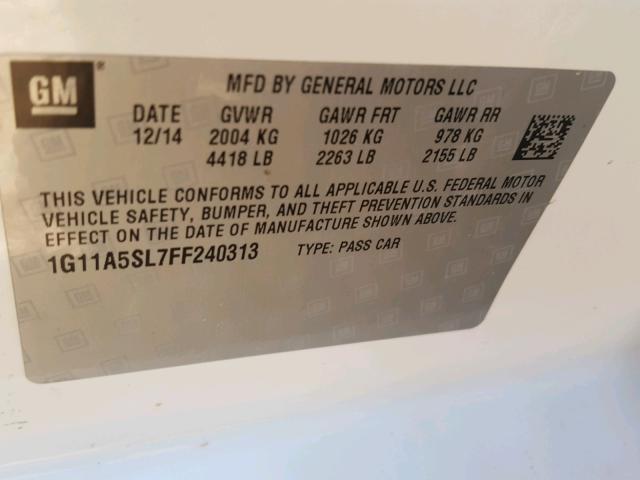 GM
MFD BY GENERAL MOTORS LLC
DATE GVWR GAWR FRT GAWR RR
12/14 2004 KG 1026 KG 978 KG
4418 LB 2263 LB 2155 LB
THIS VEHICLE CONFORMS TO ALL APPLICABLE U.S. FEDERAL MOTOR
VEHICLE SAFETY, BUMPER, AND THEFT PREVENTION STANDARDS IN
EFFECT ON THE DATE OF MANUFACTURE SHOWN ABOVE.
1G11A5SL7FF240313 TYPE: PASS CAR